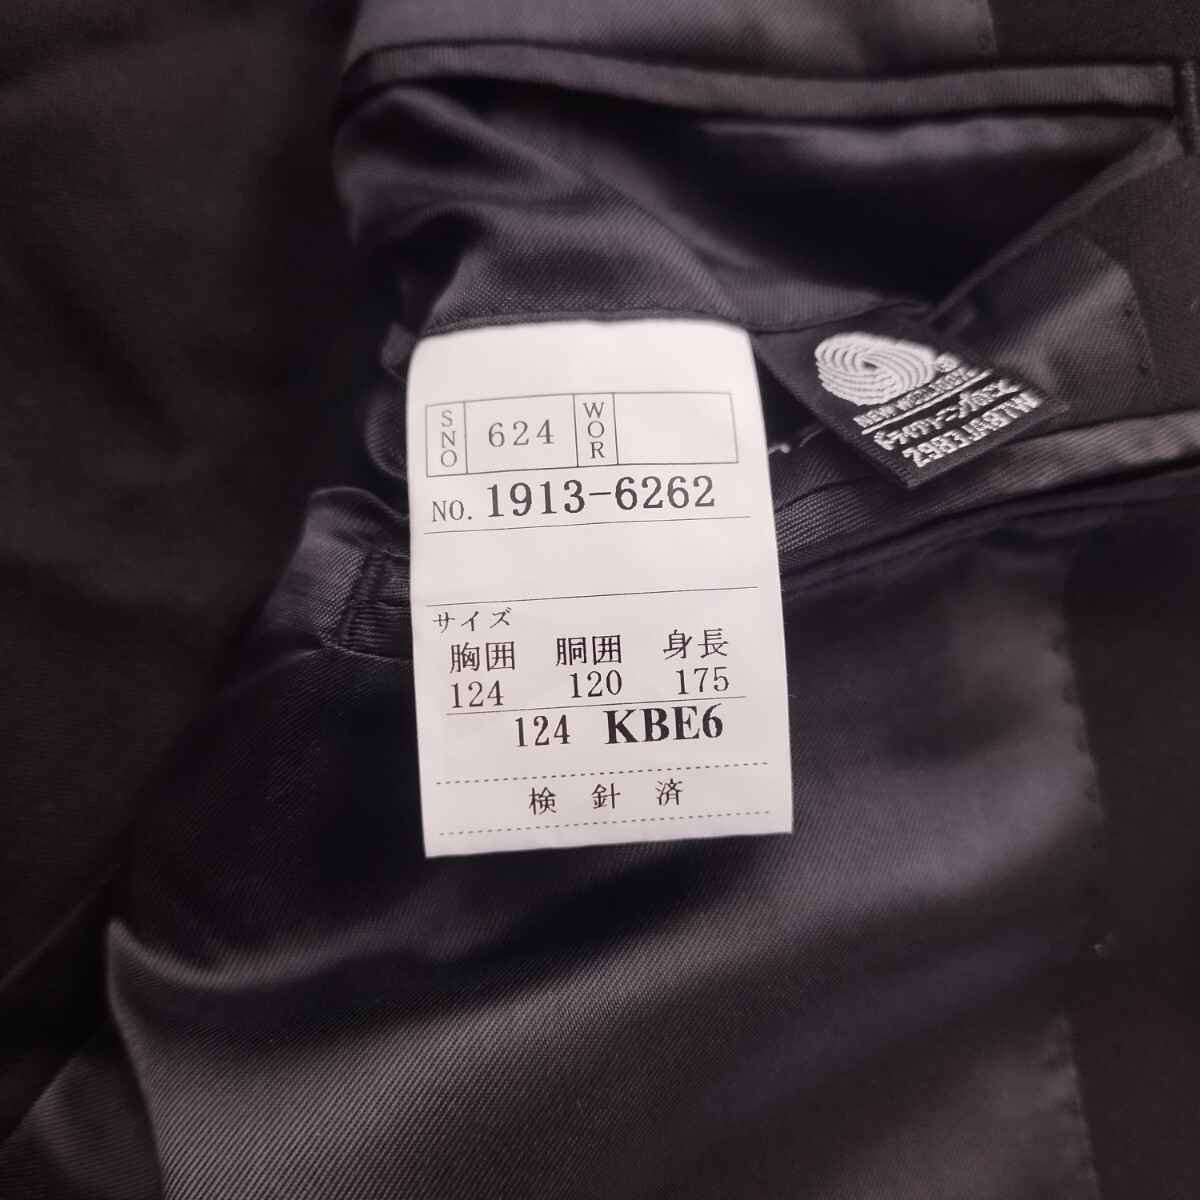 SNO 624 WOR
NO. 1913-6262
サイズ
胸囲 胴囲 身長
124 120 175
124 KBE6
検 針 済